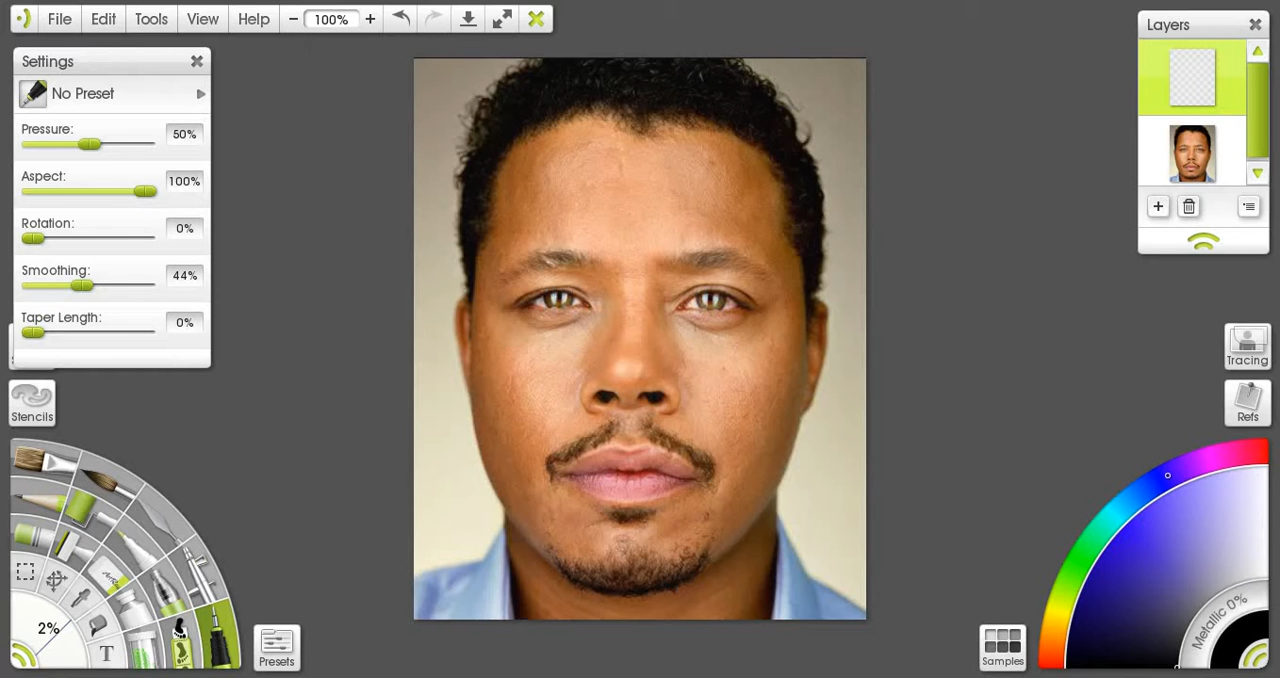 File Edit Tools View Help − 100% +
Layers
Settings
No Preset
Pressure: 50%
Aspect: 100%
Rotation: 0%
Smoothing: 44%
Taper Length: 0%
Tracing
Stencils
Refs
2%
T
Presets
Samples
Metallic 0%